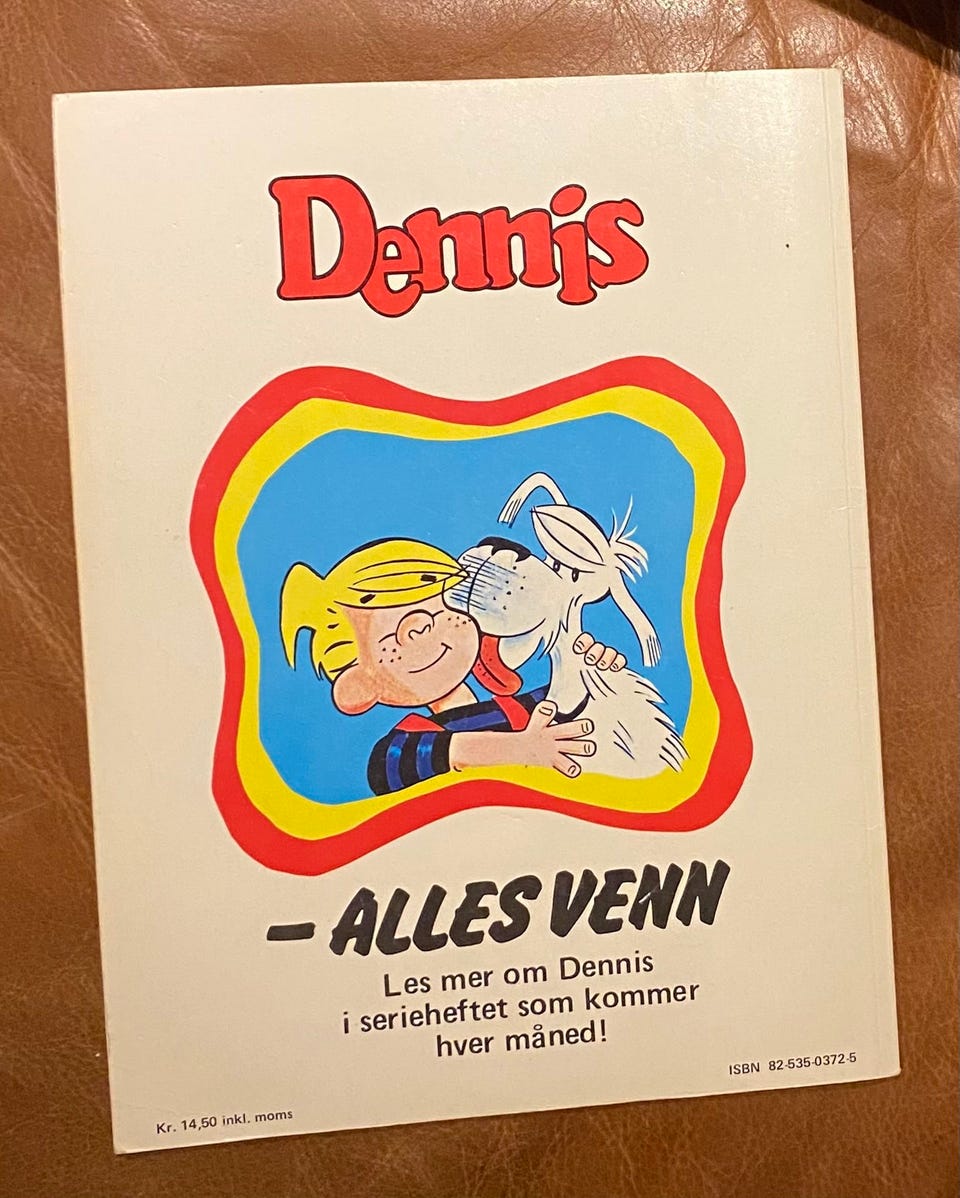 Dennis
– ALLES VENN
Les mer om Dennis
i serieheftet som kommer
hver måned!
ISBN 82-535-0372-5
Kr. 14,50 inkl. moms